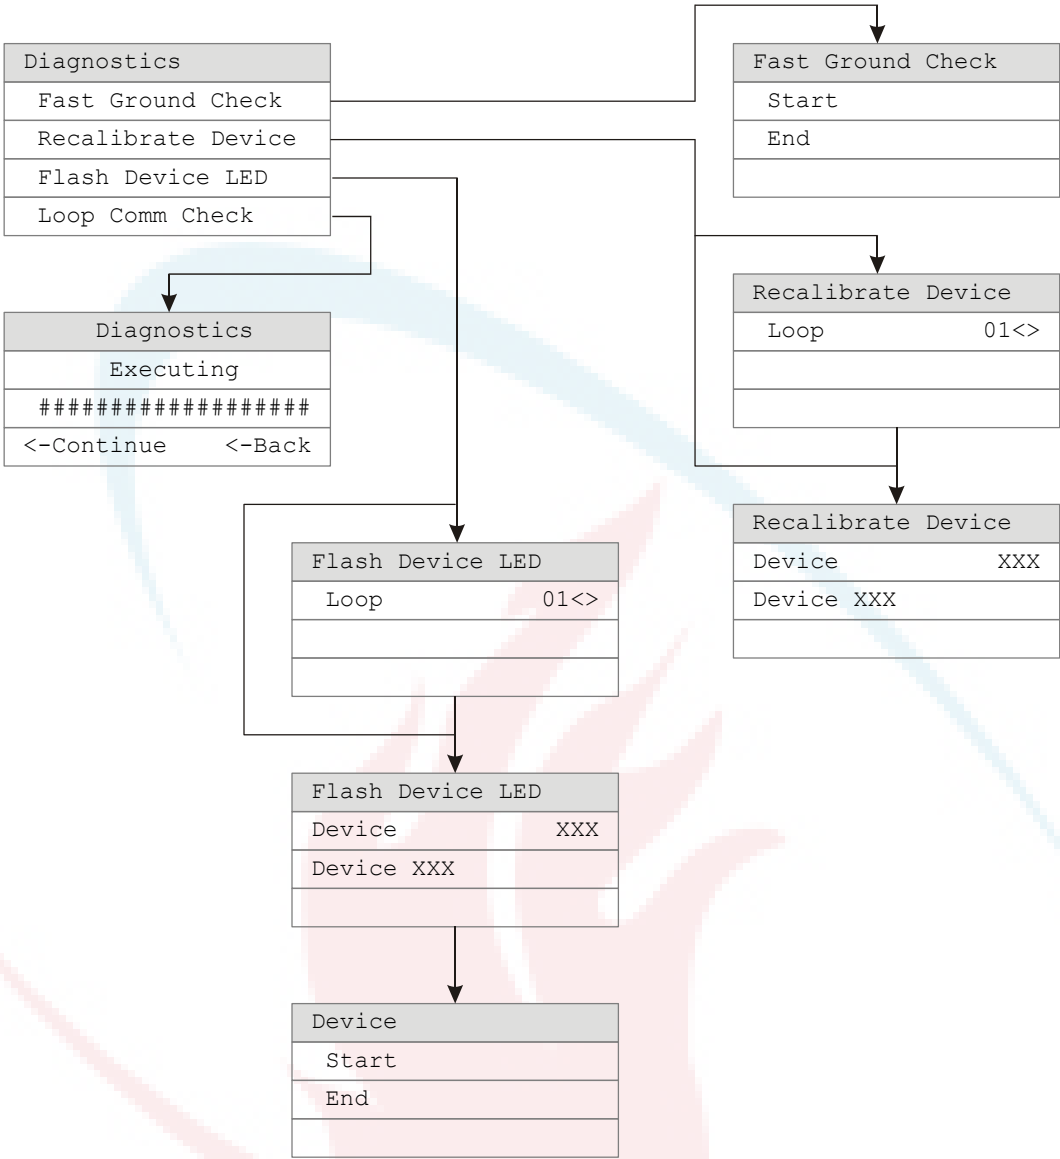 Diagnostics
Fast Ground Check
Recalibrate Device
Flash Device LED
Loop Comm Check
Fast Ground Check
Start
End
Diagnostics
Executing
###################
<-Continue <-Back
Recalibrate Device
Loop 01<>
Recalibrate Device
Device XXX
Device XXX
Flash Device LED
Loop 01<>
Flash Device LED
Device XXX
Device XXX
Device
Start
End